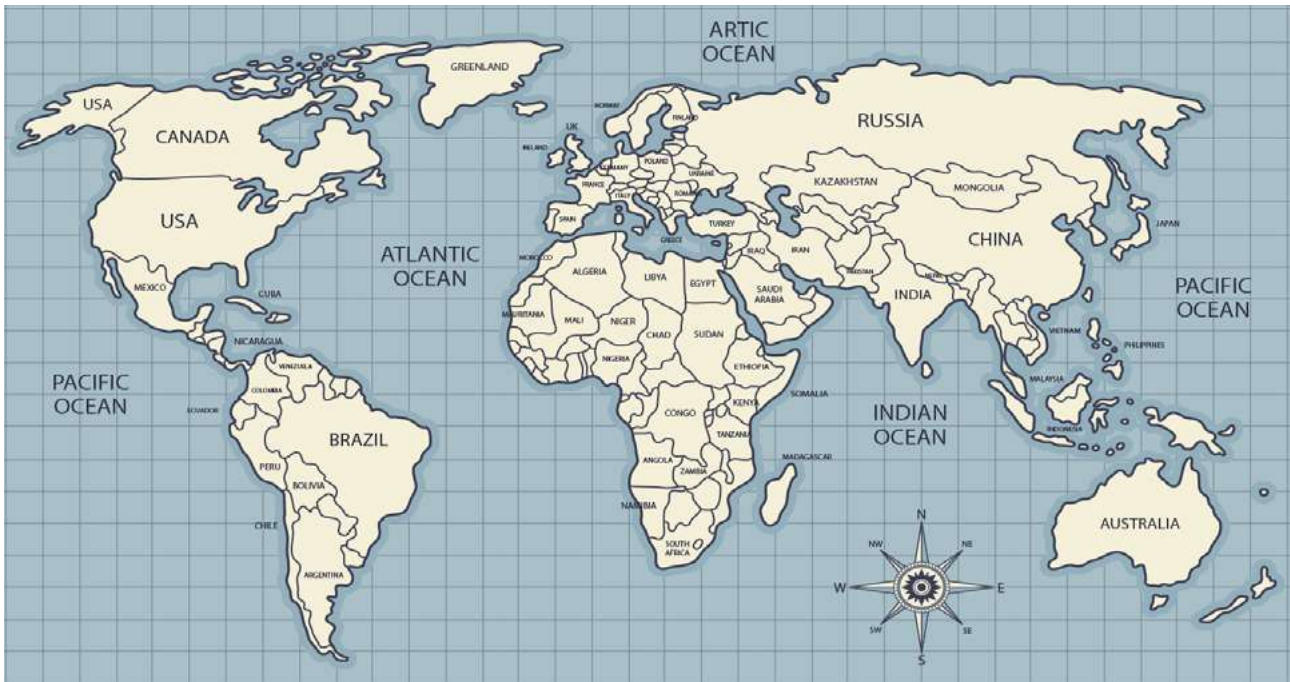 ARTIC
OCEAN
GREENLAND
USA
CANADA
NORWAY
FINLAND
RUSSIA
UK
IRELAND
GERMANY
POLAND
UKRAINE
FRANCE
ITALY
ROMANIA
KAZAKHSTAN
MONGOLIA
USA
SPAIN
TURKEY
GREECE
CHINA
JAPAN
ATLANTIC
OCEAN
MOROCCO
ALGERIA
LIBYA
EGYPT
IRAQ
IRAN
PAKISTAN
NEPAL
SAUDI
ARABIA
INDIA
PACIFIC
OCEAN
MEXICO
CUBA
MAURITANIA
MALI
NIGER
CHAD
SUDAN
NICARAGUA
VIETNAM
PHILIPPINES
VENEZUALA
NIGERIA
ETHIOFIA
MALAYSIA
PACIFIC
OCEAN
COLOMBIA
ECUADOR
SOMALIA
KENYA
CONGO
INDIAN
OCEAN
INDONESIA
BRAZIL
TANZANIA
PERU
ANGOLA
ZAMBIA
MADAGASCAR
BOLIVIA
NAMIBIA
CHILE
SOUTH
AFRICA
AUSTRALIA
ARGENTINA
N
NW
NE
W
E
SW
SE
S